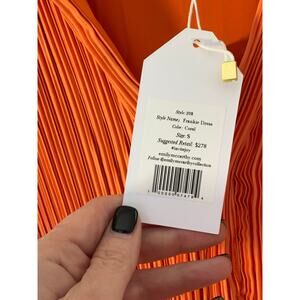 Style 208
Style Name: Frankie Dress
Color: Coral
Size: S
Suggested Retail: $278
emilymccarthy.com
Follow @emilymccarthycollection